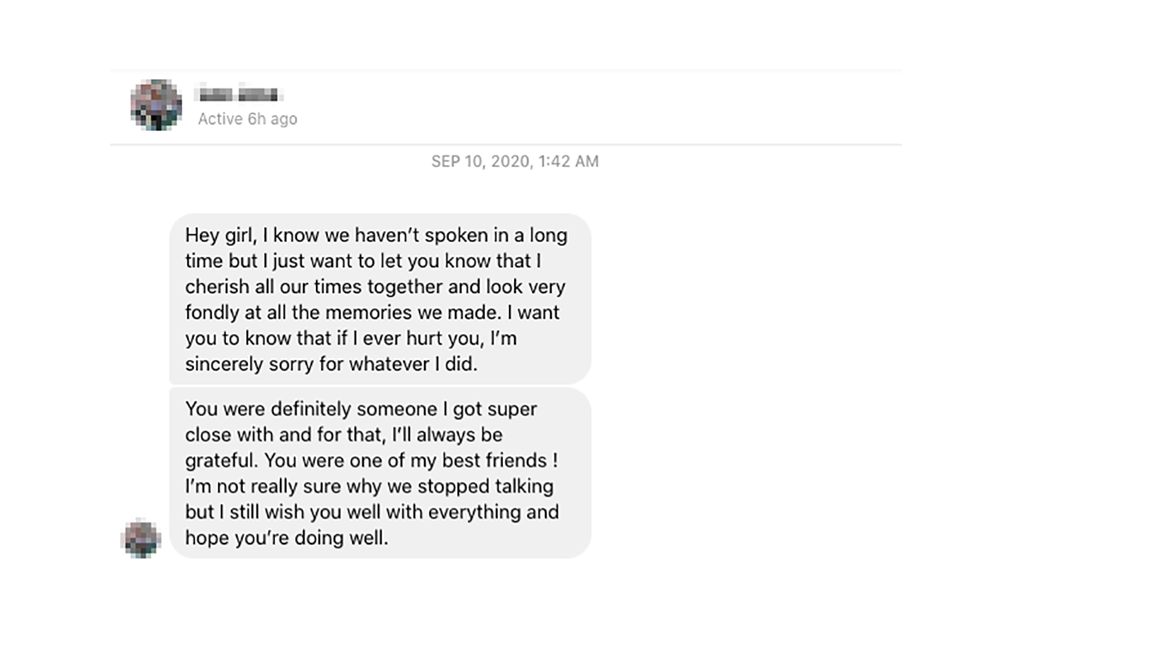 Active 6h ago
SEP 10, 2020, 1:42 AM
Hey girl, I know we haven’t spoken in a long
time but I just want to let you know that I
cherish all our times together and look very
fondly at all the memories we made. I want
you to know that if I ever hurt you, I’m
sincerely sorry for whatever I did.
You were definitely someone I got super
close with and for that, I’ll always be
grateful. You were one of my best friends !
I’m not really sure why we stopped talking
but I still wish you well with everything and
hope you’re doing well.